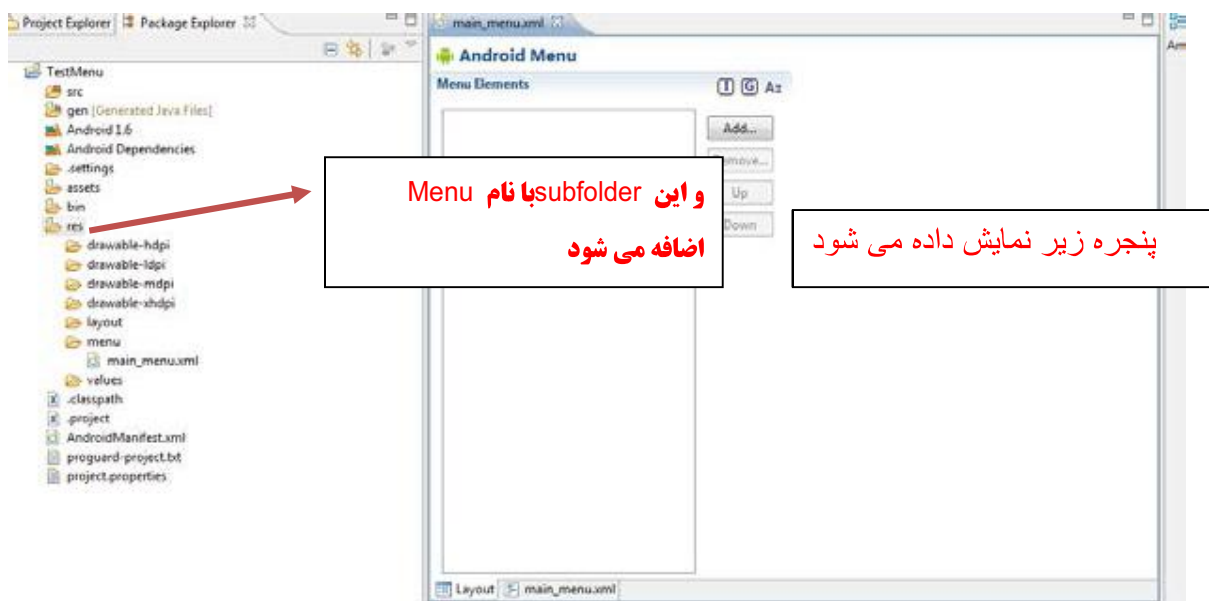 Project Explorer
Package Explorer
TestMenu
src
gen [Generated Java Files]
Android 1.6
Android Dependencies
.settings
assets
bin
res
drawable-hdpi
drawable-ldpi
drawable-mdpi
drawable-xhdpi
layout
menu
main_menu.xml
values
.classpath
.project
AndroidManifest.xml
proguard-project.txt
project.properties
main_menu.xml
Android Menu
Menu Elements
T G Az
Add...
Up
Down
و این subfolderبا نام Menu
اضافه می شود
پنجره زیر نمایش داده می شود
Layout
main_menu.xml